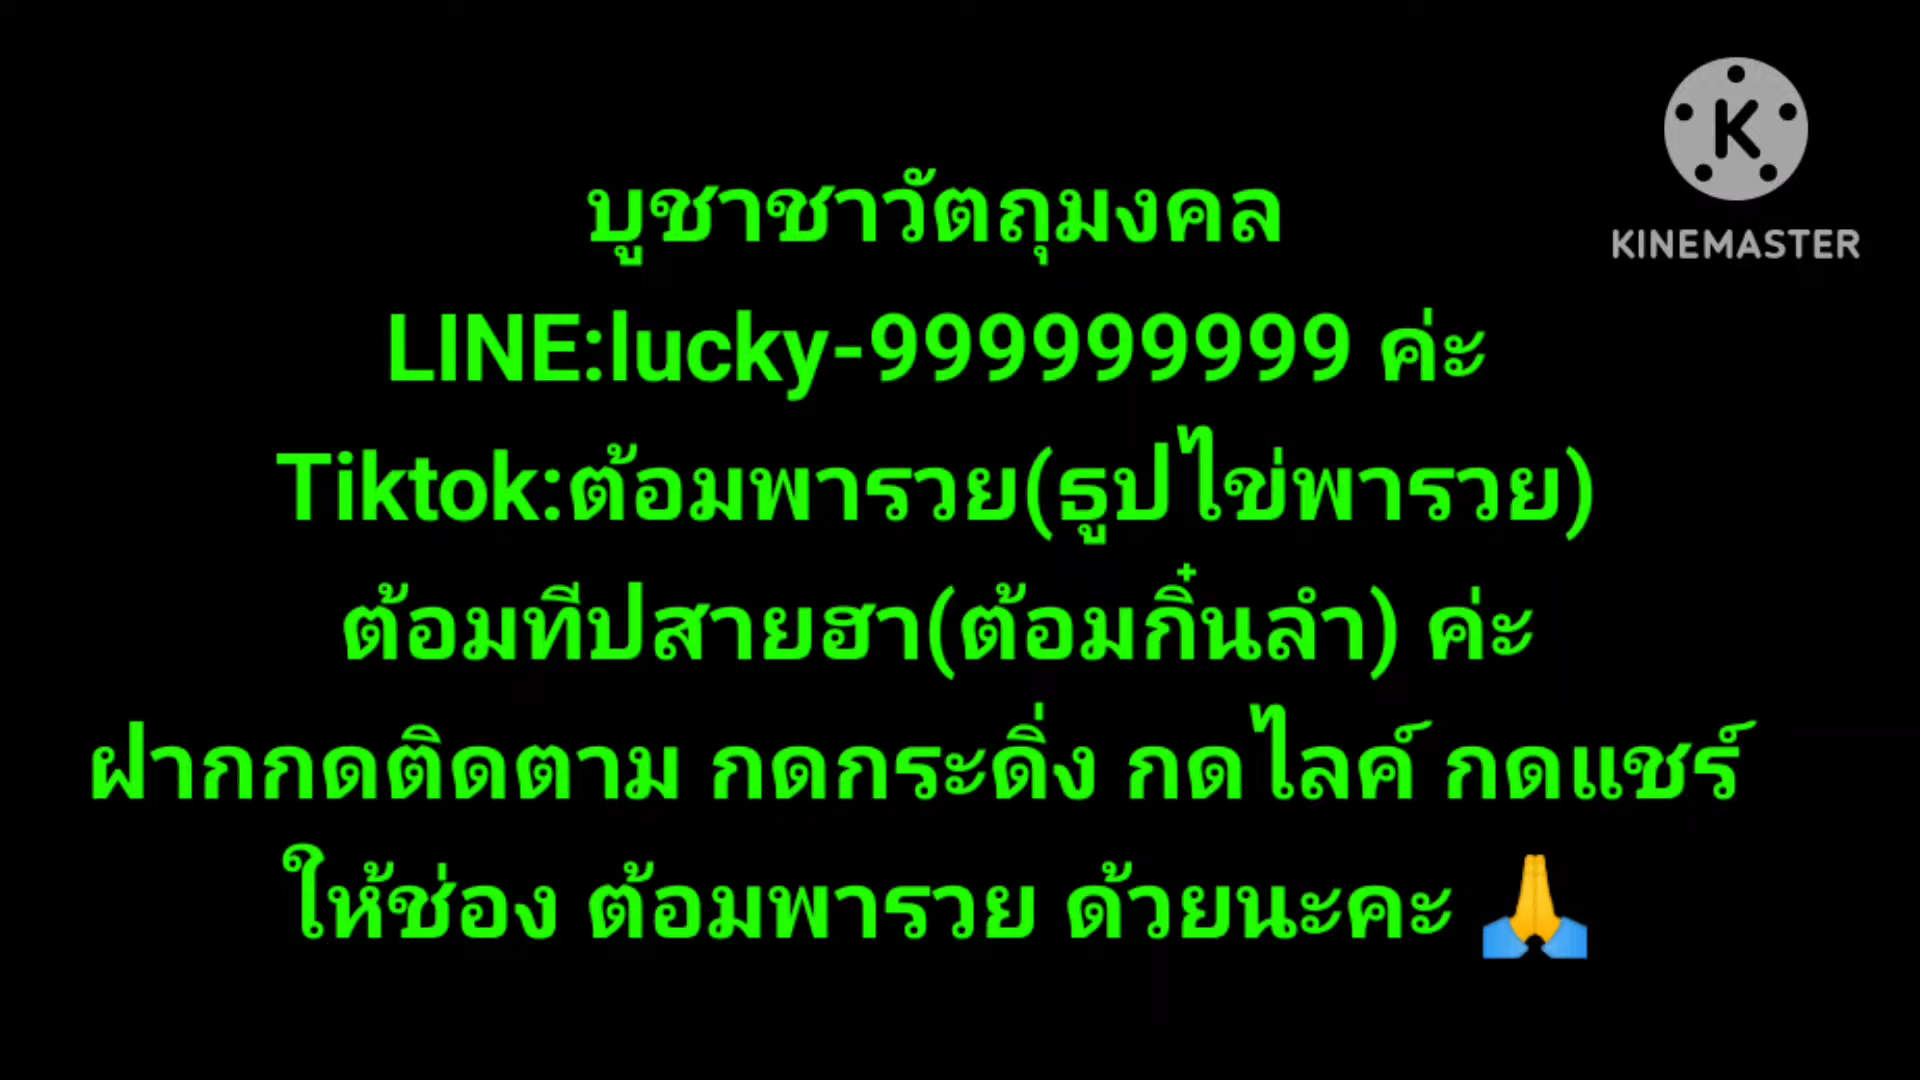 บูชาชาวัตถุมงคล
KINEMASTER
LINE:lucky-999999999 ค่ะ
Tiktok:ต้อมพารวย(ธูปไข่พารวย)
ต้อมทีปสายฮา(ต้อมกิ๋นลำ) ค่ะ
ฝากกดติดตาม กดกระดิ่ง กดไลค์ กดแชร์
ให้ช่อง ต้อมพารวย ด้วยนะคะ 🙏